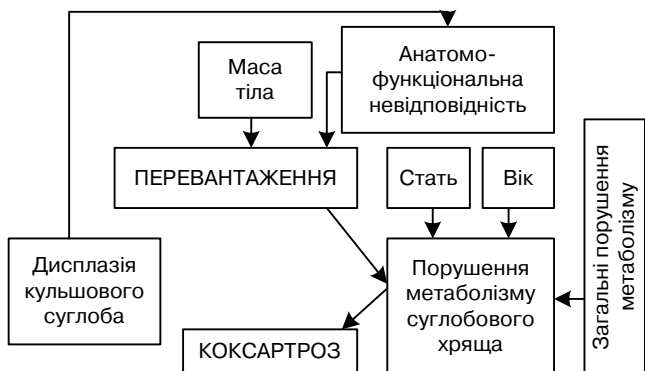 Анатомо-
функціональна
невідповідність
Маса
тіла
ПЕРЕВАНТАЖЕННЯ
Стать
Вік
Загальні порушення
метаболізму
Дисплазія
кульшового
суглоба
Порушення
метаболізму
суглобового
хряща
КОКСАРТРОЗ